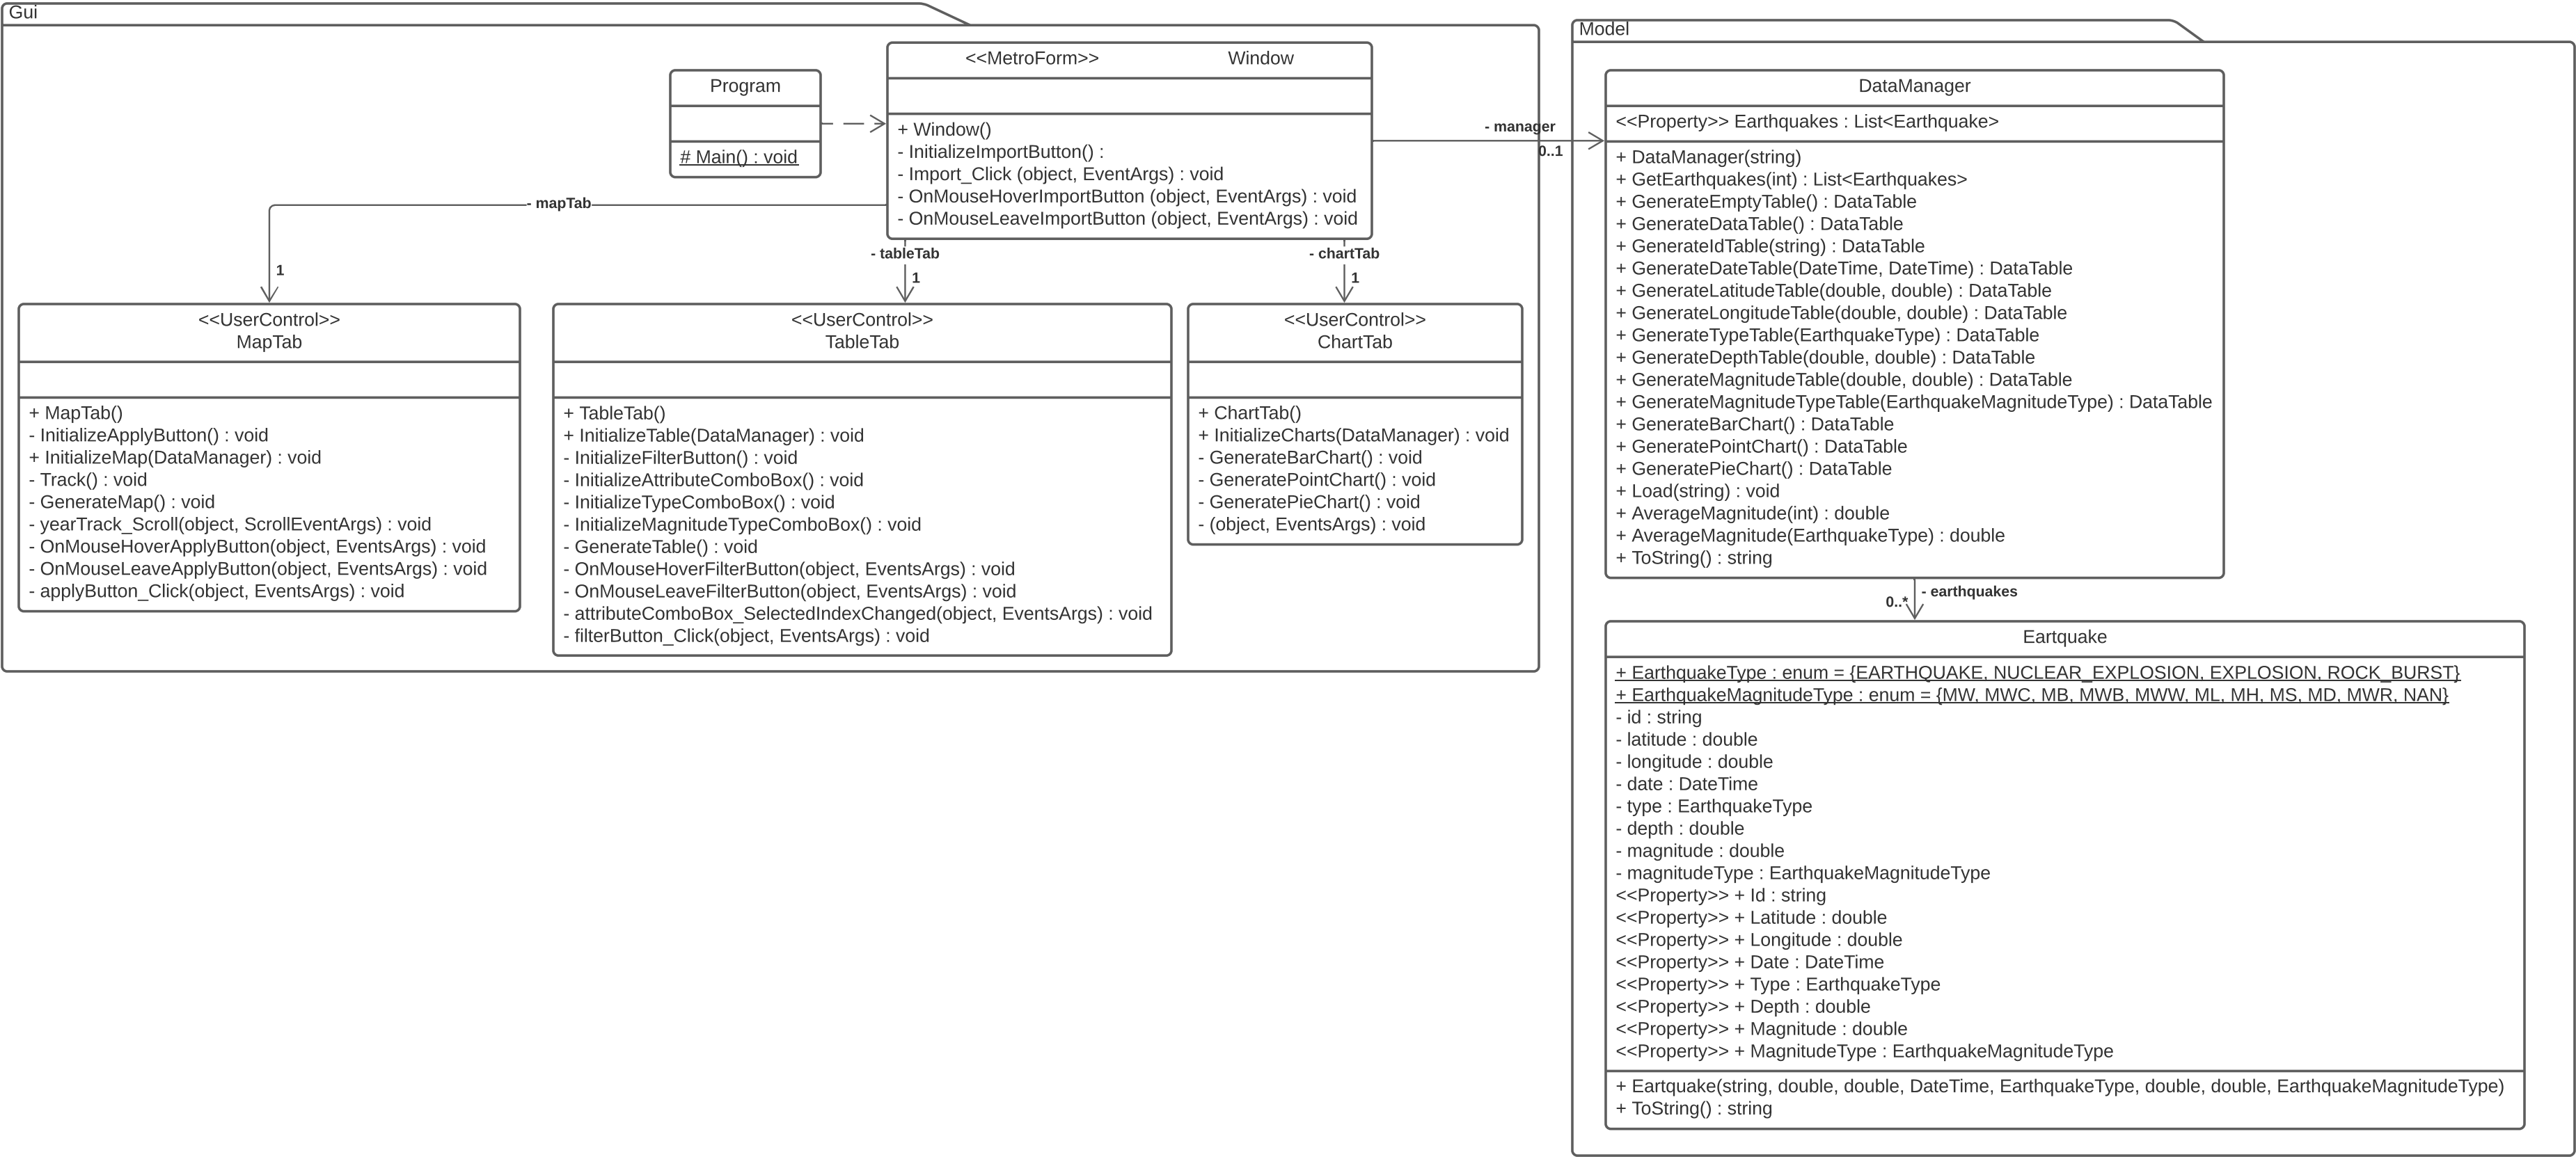 Gui
<<MetroForm>> Window
+ Window()
- InitializeImportButton() :
- Import_Click (object, EventArgs) : void
- OnMouseHoverImportButton (object, EventArgs) : void
- OnMouseLeaveImportButton (object, EventArgs) : void
Program
# Main() : void
- mapTab
1
- tableTab
1
- chartTab
1
- manager
0..1
<<UserControl>>
MapTab
+ MapTab()
- InitializeApplyButton() : void
+ InitializeMap(DataManager) : void
- Track() : void
- GenerateMap() : void
- yearTrack_Scroll(object, ScrollEventArgs) : void
- OnMouseHoverApplyButton(object, EventsArgs) : void
- OnMouseLeaveApplyButton(object, EventsArgs) : void
- applyButton_Click(object, EventsArgs) : void
<<UserControl>>
TableTab
+ TableTab()
+ InitializeTable(DataManager) : void
- InitializeFilterButton() : void
- InitializeAttributeComboBox() : void
- InitializeTypeComboBox() : void
- InitializeMagnitudeTypeComboBox() : void
- GenerateTable() : void
- OnMouseHoverFilterButton(object, EventsArgs) : void
- OnMouseLeaveFilterButton(object, EventsArgs) : void
- attributeComboBox_SelectedIndexChanged(object, EventsArgs) : void
- filterButton_Click(object, EventsArgs) : void
<<UserControl>>
ChartTab
+ ChartTab()
+ InitializeCharts(DataManager) : void
- GenerateBarChart() : void
- GeneratePointChart() : void
- GeneratePieChart() : void
- (object, EventsArgs) : void
Model
DataManager
<<Property>> Earthquakes : List<Earthquake>
+ DataManager(string)
+ GetEarthquakes(int) : List<Earthquakes>
+ GenerateEmptyTable() : DataTable
+ GenerateDataTable() : DataTable
+ GenerateIdTable(string) : DataTable
+ GenerateDateTable(DateTime, DateTime) : DataTable
+ GenerateLatitudeTable(double, double) : DataTable
+ GenerateLongitudeTable(double, double) : DataTable
+ GenerateTypeTable(EarthquakeType) : DataTable
+ GenerateDepthTable(double, double) : DataTable
+ GenerateMagnitudeTable(double, double) : DataTable
+ GenerateMagnitudeTypeTable(EarthquakeMagnitudeType) : DataTable
+ GenerateBarChart() : DataTable
+ GeneratePointChart() : DataTable
+ GeneratePieChart() : DataTable
+ Load(string) : void
+ AverageMagnitude(int) : double
+ AverageMagnitude(EarthquakeType) : double
+ ToString() : string
- earthquakes
0..*
Eartquake
+ EarthquakeType : enum = {EARTHQUAKE, NUCLEAR_EXPLOSION, EXPLOSION, ROCK_BURST}
+ EarthquakeMagnitudeType : enum = {MW, MWC, MB, MWB, MWW, ML, MH, MS, MD, MWR, NAN}
- id : string
- latitude : double
- longitude : double
- date : DateTime
- type : EarthquakeType
- depth : double
- magnitude : double
- magnitudeType : EarthquakeMagnitudeType
<<Property>> + Id : string
<<Property>> + Latitude : double
<<Property>> + Longitude : double
<<Property>> + Date : DateTime
<<Property>> + Type : EarthquakeType
<<Property>> + Depth : double
<<Property>> + Magnitude : double
<<Property>> + MagnitudeType : EarthquakeMagnitudeType
+ Eartquake(string, double, double, DateTime, EarthquakeType, double, double, EarthquakeMagnitudeType)
+ ToString() : string